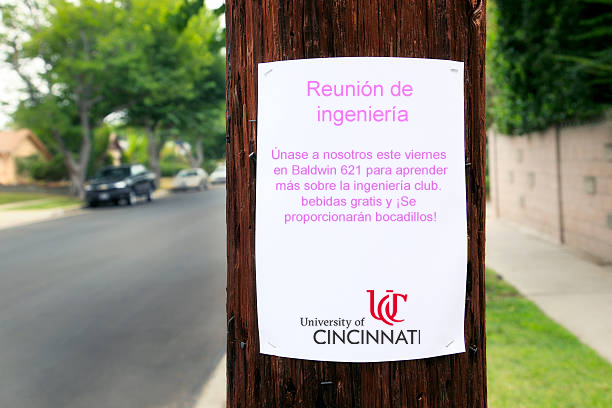 Reunión de
ingeniería
Únase a nosotros este viernes
en Baldwin 621 para aprender
más sobre la ingeniería club.
bebidas gratis y ¡Se
proporcionarán bocadillos!
UC
University of
CINCINNATI